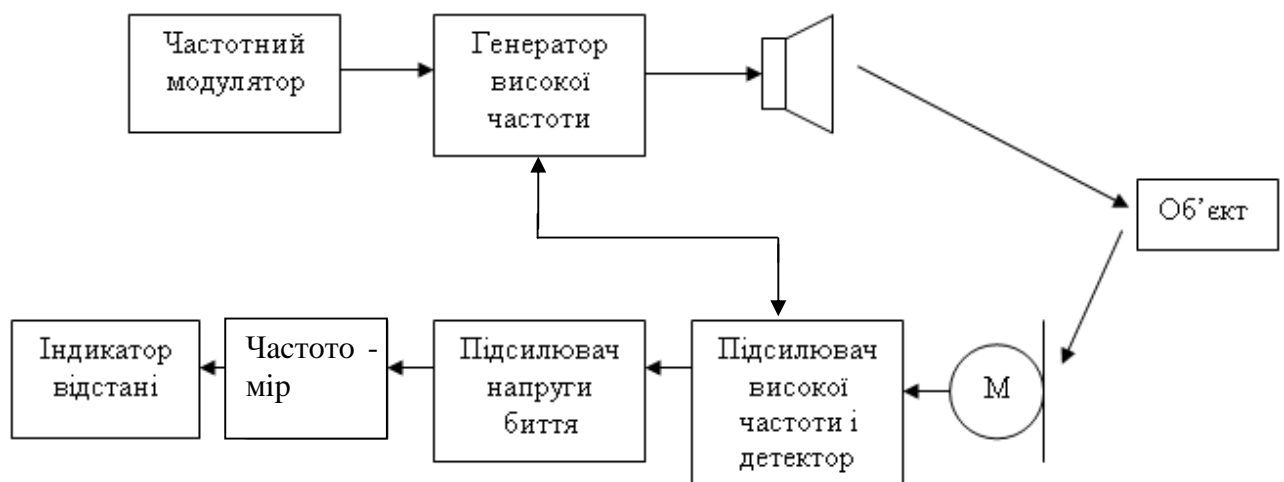 Частотний
модулятор
Генератор
високої
частоти
Об’єкт
Індикатор
відстані
Частото -
мір
Підсилювач
напруги
биття
Підсилювач
високої
частоти і
детектор
М